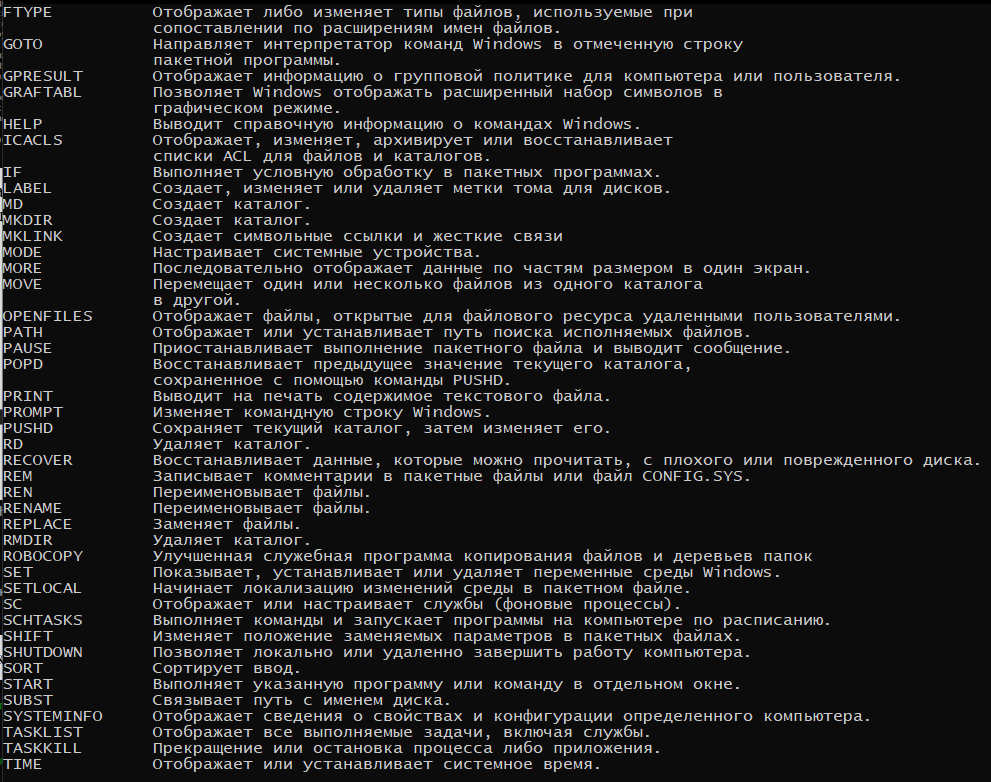 FTYPE          Отображает либо изменяет типы файлов, используемые при
               сопоставлении по расширениям имен файлов.
GOTO           Направляет интерпретатор команд Windows в отмеченную строку
               пакетной программы.
GPRESULT       Отображает информацию о групповой политике для компьютера или пользователя.
GRAFTABL       Позволяет Windows отображать расширенный набор символов в
               графическом режиме.
HELP           Выводит справочную информацию о командах Windows.
ICACLS         Отображает, изменяет, архивирует или восстанавливает
               списки ACL для файлов и каталогов.
IF             Выполняет условную обработку в пакетных программах.
LABEL          Создает, изменяет или удаляет метки тома для дисков.
MD             Создает каталог.
MKDIR          Создает каталог.
MKLINK         Создает символьные ссылки и жесткие связи
MODE           Настраивает системные устройства.
MORE           Последовательно отображает данные по частям размером в один экран.
MOVE           Перемещает один или несколько файлов из одного каталога
               в другой.
OPENFILES      Отображает файлы, открытые для файлового ресурса удаленными пользователями.
PATH           Отображает или устанавливает путь поиска исполняемых файлов.
PAUSE          Приостанавливает выполнение пакетного файла и выводит сообщение.
POPD           Восстанавливает предыдущее значение текущего каталога,
               сохраненное с помощью команды PUSHD.
PRINT          Выводит на печать содержимое текстового файла.
PROMPT         Изменяет командную строку Windows.
PUSHD          Сохраняет текущий каталог, затем изменяет его.
RD             Удаляет каталог.
RECOVER        Восстанавливает данные, которые можно прочитать, с плохого или поврежденного диска.
REM            Записывает комментарии в пакетные файлы или файл CONFIG.SYS.
REN            Переименовывает файлы.
RENAME         Переименовывает файлы.
REPLACE        Заменяет файлы.
RMDIR          Удаляет каталог.
ROBOCOPY       Улучшенная служебная программа копирования файлов и деревьев папок
SET            Показывает, устанавливает или удаляет переменные среды Windows.
SETLOCAL       Начинает локализацию изменений среды в пакетном файле.
SC             Отображает или настраивает службы (фоновые процессы).
SCHTASKS       Выполняет команды и запускает программы на компьютере по расписанию.
SHIFT          Изменяет положение заменяемых параметров в пакетных файлах.
SHUTDOWN       Позволяет локально или удаленно завершить работу компьютера.
SORT           Сортирует ввод.
START          Выполняет указанную программу или команду в отдельном окне.
SUBST          Связывает путь с именем диска.
SYSTEMINFO     Отображает сведения о свойствах и конфигурации определенного компьютера.
TASKLIST       Отображает все выполняемые задачи, включая службы.
TASKKILL       Прекращение или остановка процесса либо приложения.
TIME           Отображает или устанавливает системное время.